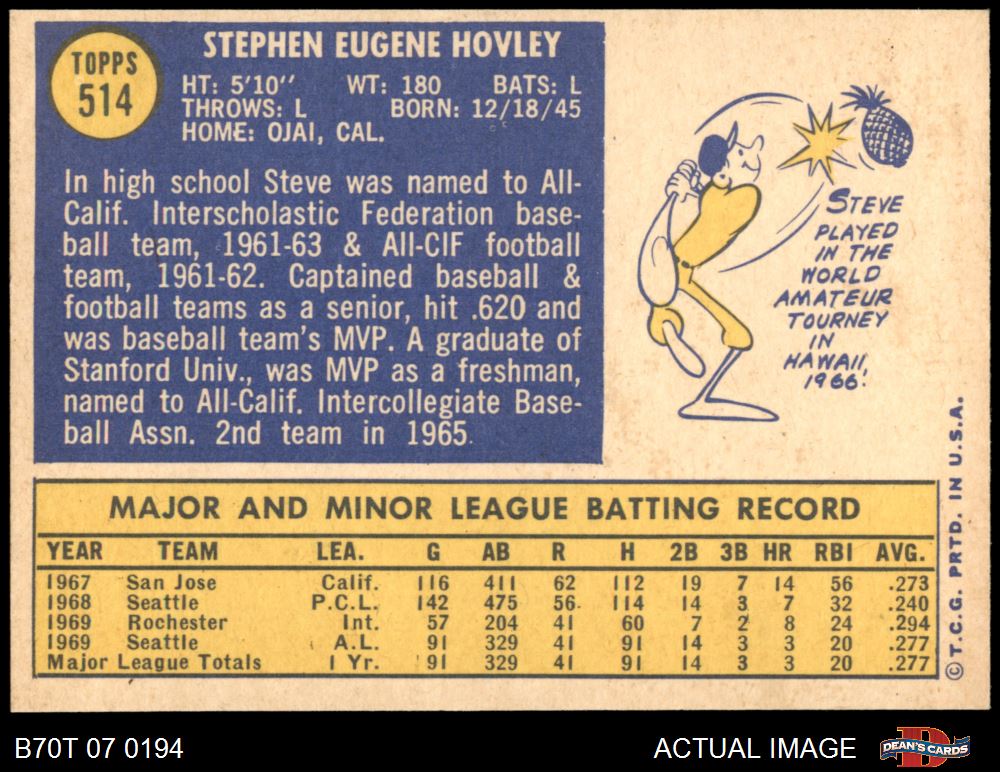 TOPPS
514
STEPHEN EUGENE HOVLEY
HT: 5'10'' WT: 180 BATS: L
THROWS: L BORN: 12/18/45
HOME: OJAI, CAL.
In high school Steve was named to All-
Calif. Interscholastic Federation base-
ball team, 1961-63 & All-CIF football
team, 1961-62. Captained baseball &
football teams as a senior, hit .620 and
was baseball team's MVP. A graduate of
Stanford Univ., was MVP as a freshman,
named to All-Calif. Intercollegiate Base-
ball Assn. 2nd team in 1965.
STEVE
PLAYED
IN THE
WORLD
AMATEUR
TOURNEY
IN
HAWAII,
1966.
MAJOR AND MINOR LEAGUE BATTING RECORD
YEAR TEAM LEA. G AB R H 2B 3B HR RBI AVG.
1967 San Jose Calif. 116 411 62 112 19 7 14 56 .273
1968 Seattle P.C.L. 142 475 56 114 14 3 7 32 .240
1969 Rochester Int. 57 204 41 60 7 2 8 24 .294
1969 Seattle A.L. 91 329 41 91 14 3 3 20 .277
Major League Totals 1 Yr. 91 329 41 91 14 3 3 20 .277
© T.C.G. PRTD. IN U.S.A.
B70T 07 0194
ACTUAL IMAGE
D
DEAN'S CARDS